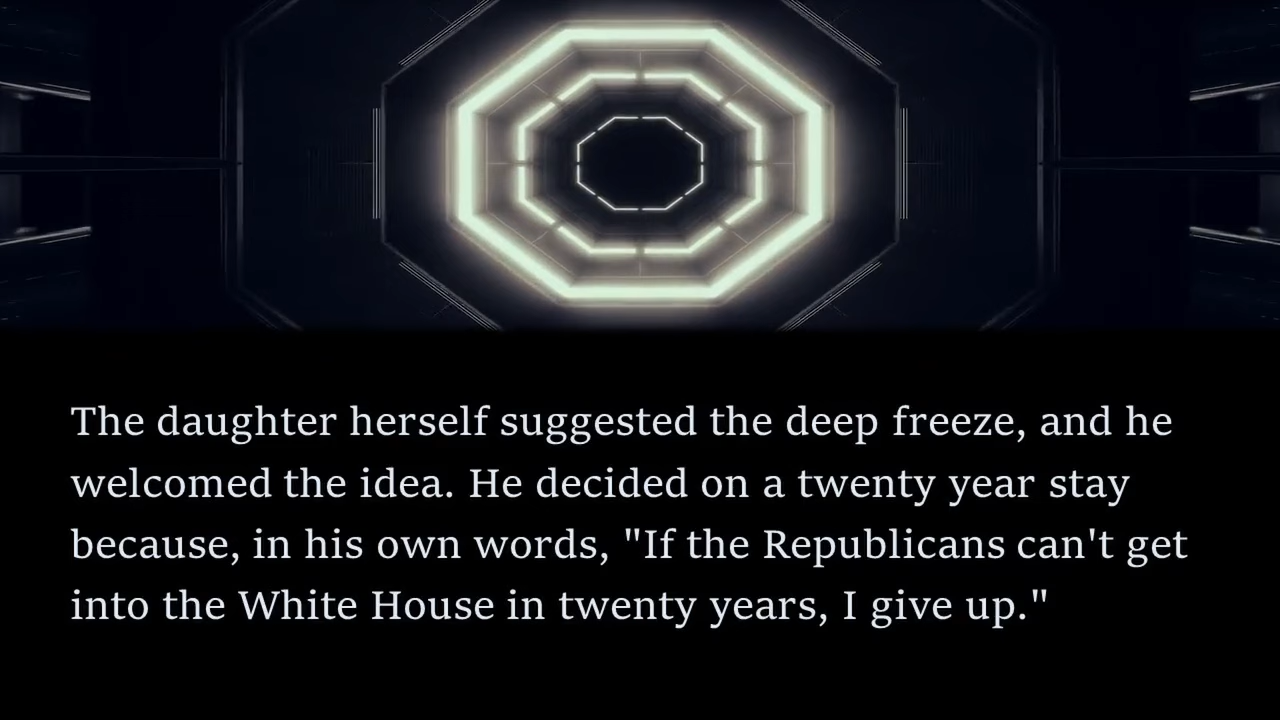 The daughter herself suggested the deep freeze, and he
welcomed the idea. He decided on a twenty year stay
because, in his own words, "If the Republicans can't get
into the White House in twenty years, I give up."